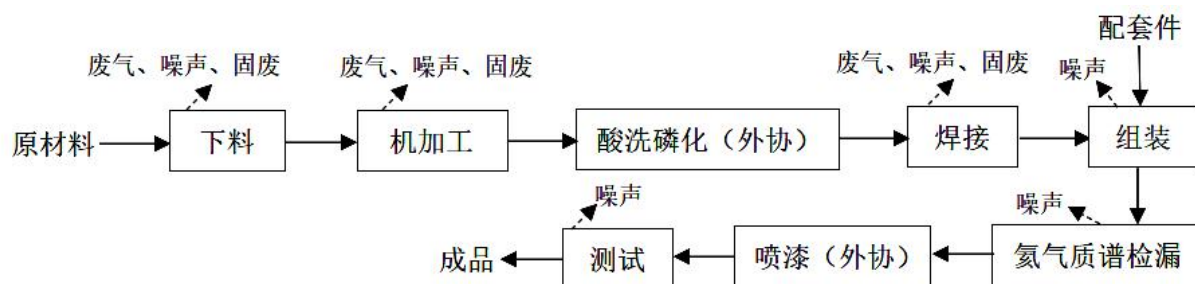 配套件
废气、噪声、固废
废气、噪声、固废
废气、噪声、固废
噪声
原材料
下料
机加工
酸洗磷化（外协）
焊接
组装
噪声
噪声
成品
测试
喷漆（外协）
氦气质谱检漏